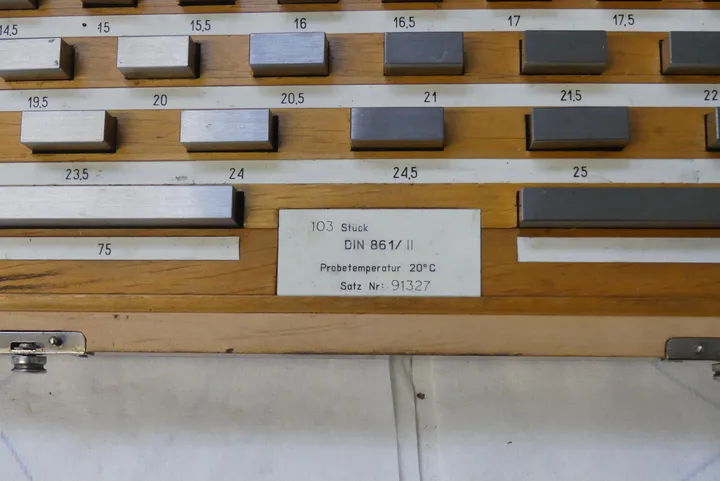 14,5 15 15,5 16 16,5 17 17,5
19,5 20 20,5 21 21,5 22
23,5 24 24,5 25
103 Stück
DIN 861/ II
75
Probetemperatur 20°C
Satz Nr: 91327